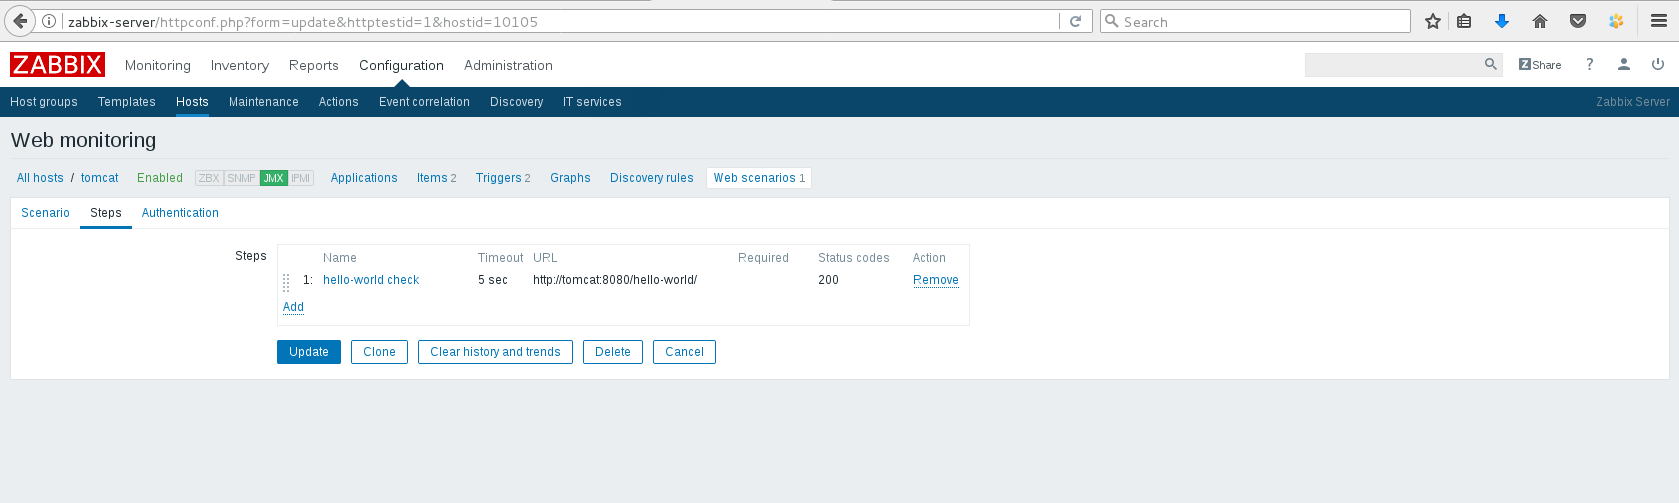 zabbix-server/httpconf.php?form=update&httptestid=1&hostid=10105 Search
ZABBIX Monitoring Inventory Reports Configuration Administration Z Share ?
Host groups Templates Hosts Maintenance Actions Event correlation Discovery IT services Zabbix Server
Web monitoring
All hosts / tomcat Enabled ZBX SNMP JMX IPMI Applications Items 2 Triggers 2 Graphs Discovery rules Web scenarios 1
Scenario Steps Authentication
Steps Name Timeout URL Required Status codes Action
1: hello-world check 5 sec http://tomcat:8080/hello-world/ 200 Remove
Add
Update Clone Clear history and trends Delete Cancel